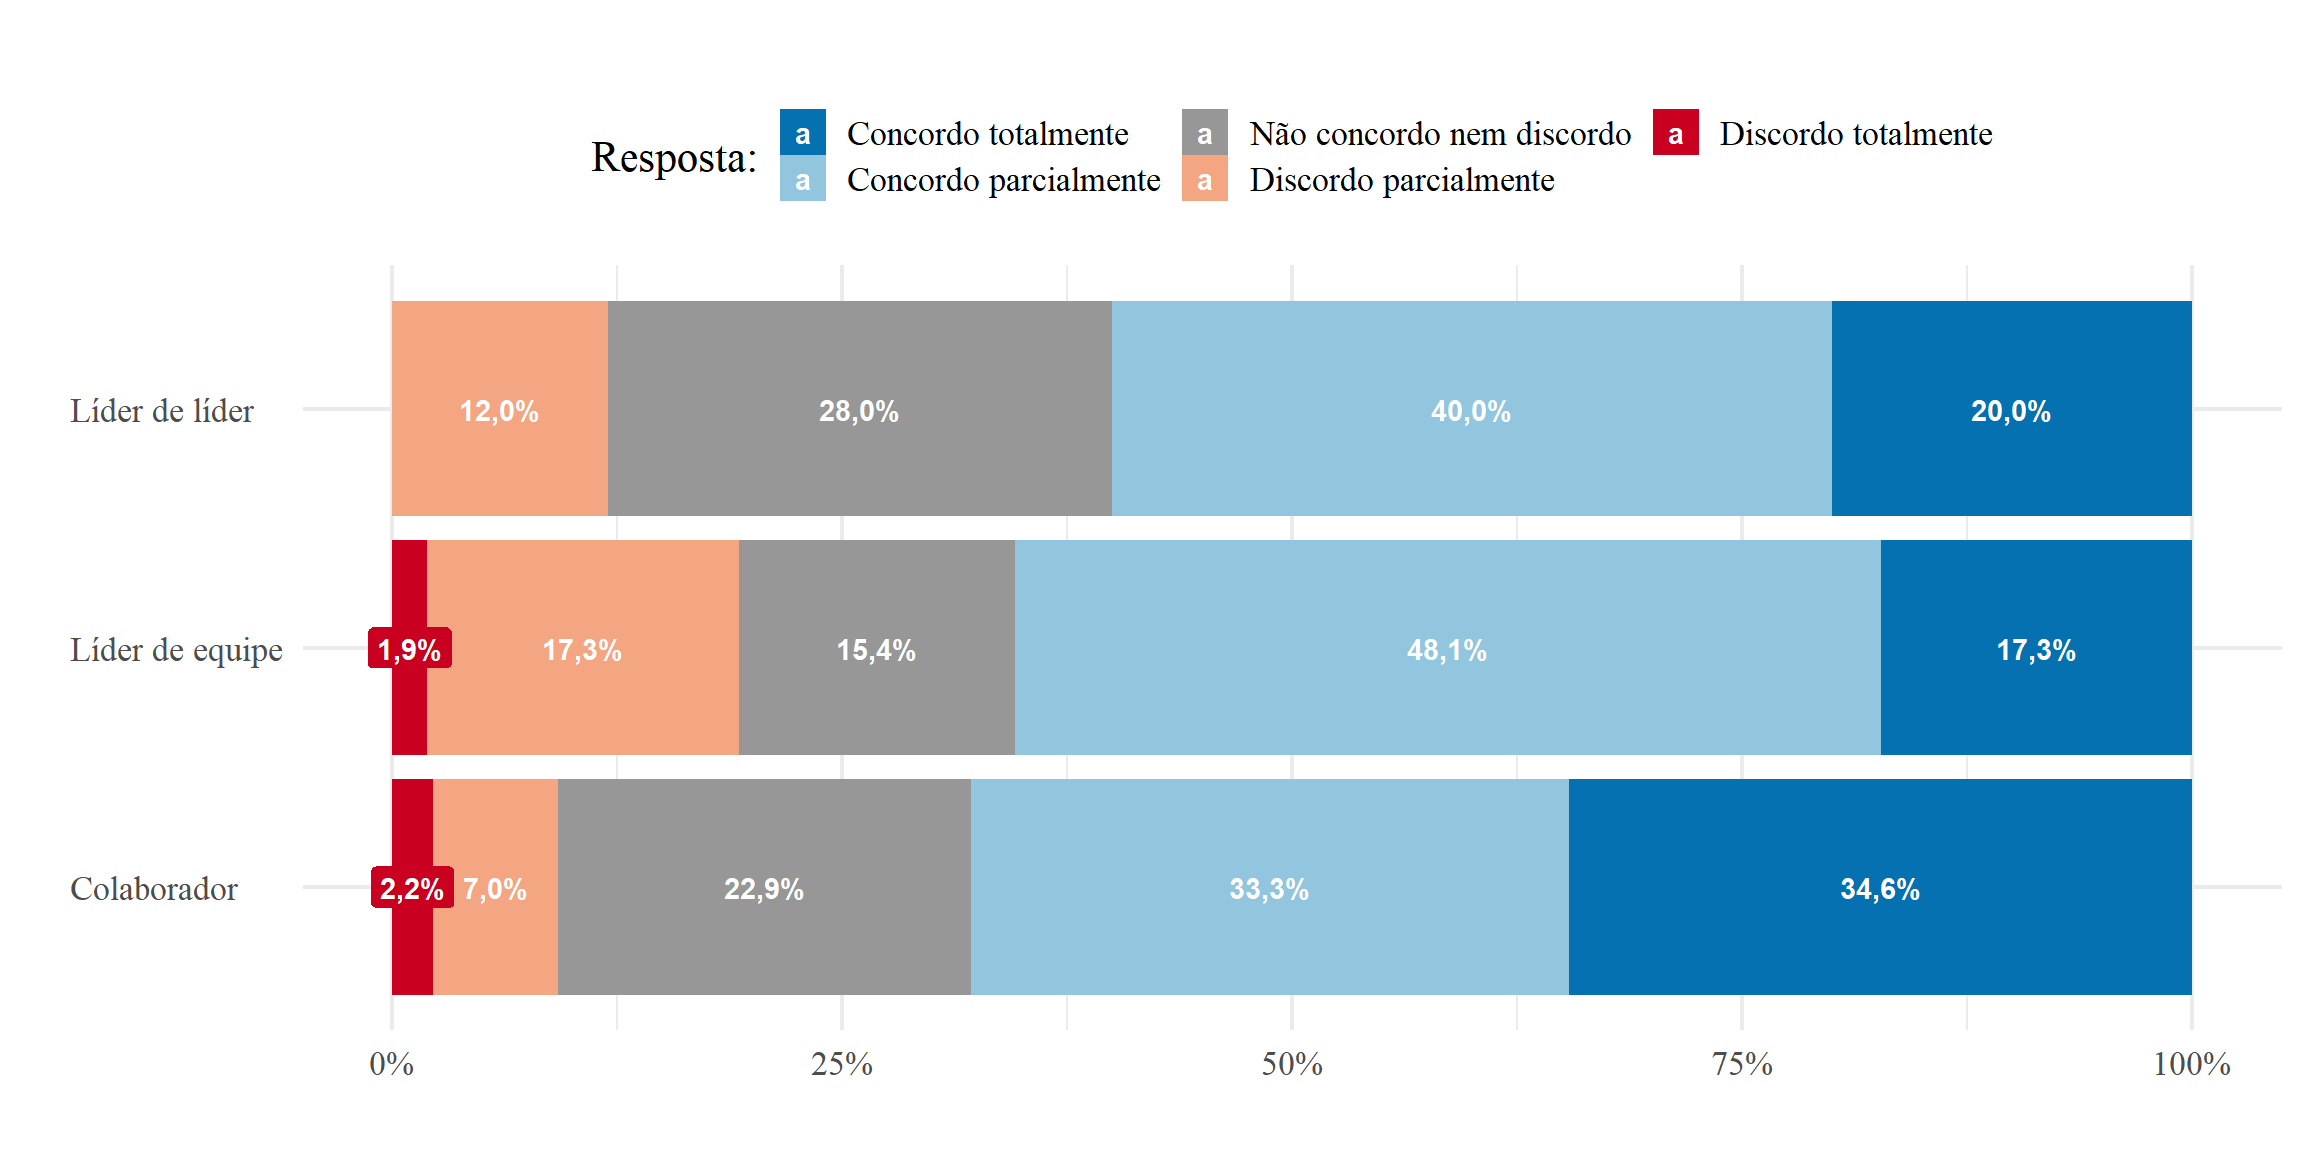 Resposta:
a Concordo totalmente
a Concordo parcialmente
a Não concordo nem discordo
a Discordo parcialmente
a Discordo totalmente
Líder de líder
12,0% 28,0% 40,0% 20,0%
Líder de equipe
1,9% 17,3% 15,4% 48,1% 17,3%
Colaborador
2,2% 7,0% 22,9% 33,3% 34,6%
0% 25% 50% 75% 100%